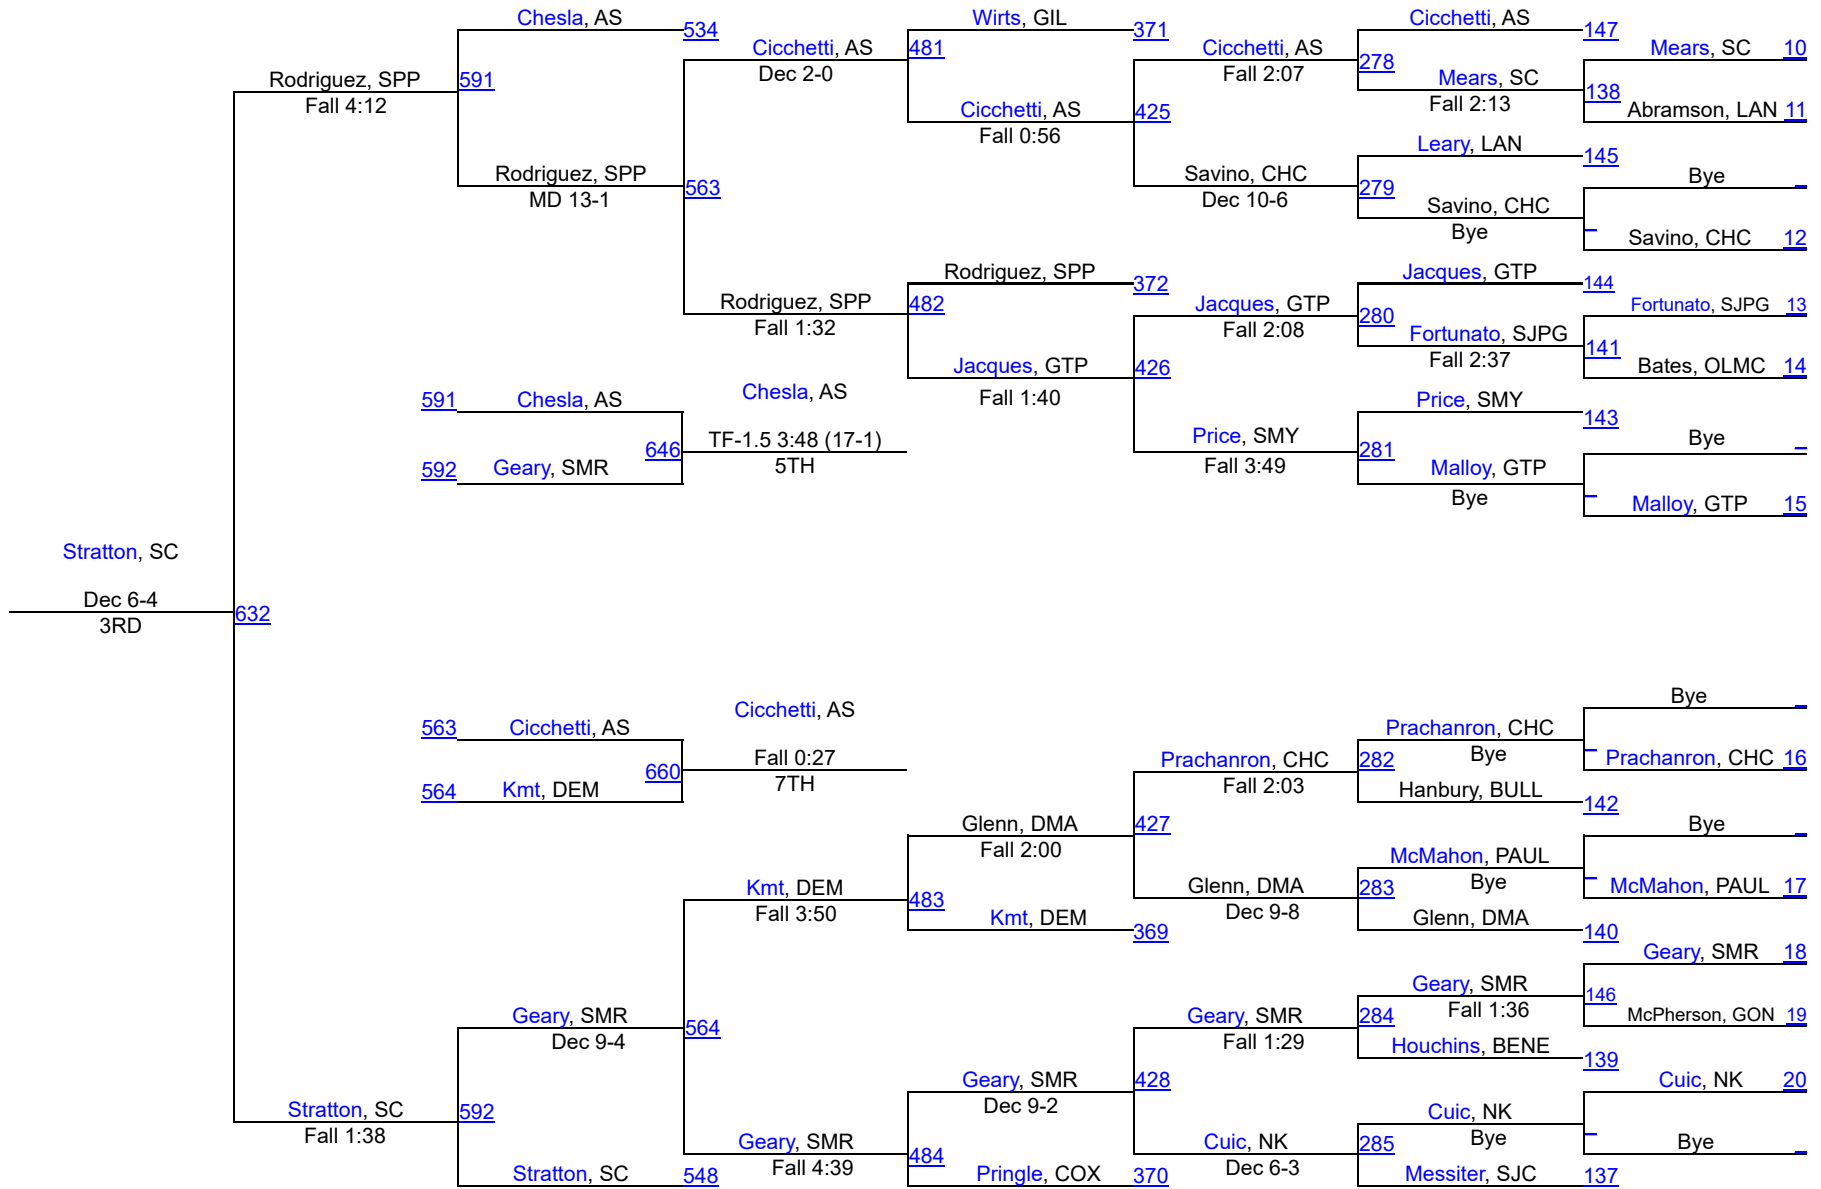 Chesla, AS
Wirts, GIL
Cicchetti, AS
534
371
147
Cicchetti, AS
481
Cicchetti, AS
Mears, SC 10
Rodriguez, SPP
591
Dec 2-0
Fall 2:07
278
Mears, SC
138
Fall 4:12
Cicchetti, AS
425
Fall 2:13
Abramson, LAN 11
Fall 0:56
Leary, LAN
145
Rodriguez, SPP
563
Savino, CHC
279
Bye
MD 13-1
Dec 10-6
Savino, CHC
Bye
Savino, CHC 12
Rodriguez, SPP
372
Jacques, GTP
144
Rodriguez, SPP
482
Jacques, GTP
280
Fortunato, SJPG 13
Fall 1:32
Fall 2:08
Fortunato, SJPG
141
Jacques, GTP
426
Fall 2:37
Bates, OLMC 14
591
Chesla, AS
Chesla, AS
Fall 1:40
Price, SMY
143
646
TF-1.5 3:48 (17-1)
5TH
Price, SMY
281
Bye
592
Geary, SMR
Fall 3:49
Malloy, GTP
Bye
Malloy, GTP 15
Stratton, SC
Dec 6-4
3RD
632
Bye
563
Cicchetti, AS
Cicchetti, AS
Prachanron, CHC
660
Fall 0:27
7TH
Prachanron, CHC
282
Bye
Prachanron, CHC 16
564
Kmt, DEM
Fall 2:03
Hanbury, BULL
142
Glenn, DMA
427
Bye
Fall 2:00
McMahon, PAUL
Kmt, DEM
483
Glenn, DMA
283
Bye
McMahon, PAUL 17
Fall 3:50
Kmt, DEM
369
Dec 9-8
Glenn, DMA
140
Geary, SMR 18
Geary, SMR
146
Geary, SMR
564
Geary, SMR
284
Fall 1:36
McPherson, GON 19
Dec 9-4
Fall 1:29
Houchins, BENE
139
Geary, SMR
428
Cuic, NK 20
Stratton, SC
592
Dec 9-2
Cuic, NK
Fall 1:38
Geary, SMR
484
Cuic, NK
285
Bye
Bye
Fall 4:39
Dec 6-3
Stratton, SC
548
Pringle, COX
370
Messiter, SJC
137